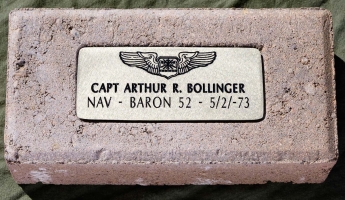 CAPT ARTHUR R. BOLLINGER
NAV - BARON 52 - 5/2/-73